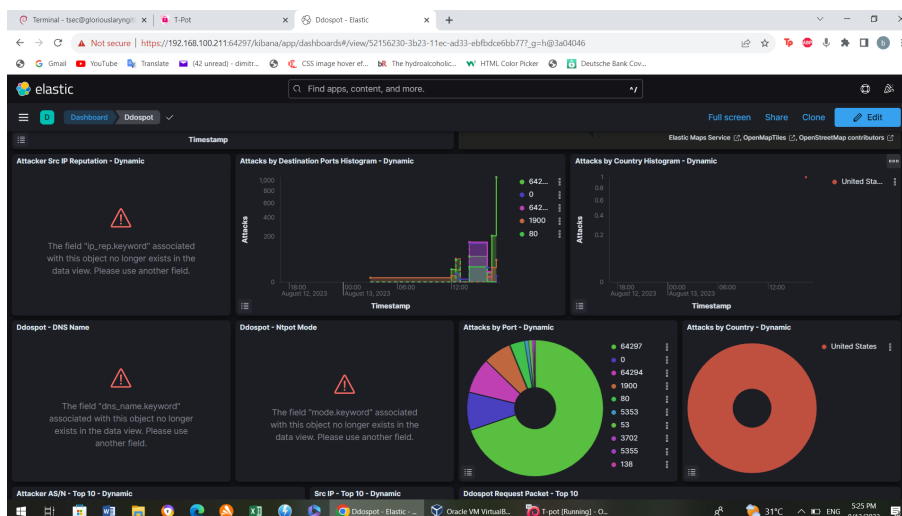 Terminal - tsec@gloriouslaryngit
T-Pot
Ddospot - Elastic
Not secure
https://192.168.100.211:64297/kibana/app/dashboards#/view/52156230-3b23-11ec-ad33-ebfbdce6bb77?_g=h@3a04046
Gmail
YouTube
Translate
(42 unread) - dimitr...
CSS image hover ef...
The hydroalcoholic...
HTML Color Picker
Deutsche Bank Cov...
elastic
Find apps, content, and more.
^/
D
Dashboard
Ddospot
Full screen
Share
Clone
Edit
Timestamp
Elastic Maps Service, OpenMapTiles, OpenStreetMap contributors
Attacker Src IP Reputation - Dynamic
The field "ip_rep.keyword" associated
with this object no longer exists in the
data view. Please use another field.
Attacks by Destination Ports Histogram - Dynamic
Attacks
1,000
800
600
400
200
0
18:00
August 12, 2023
00:00
August 13, 2023
06:00
12:00
Timestamp
642...
0
642...
1900
80
Attacks by Country Histogram - Dynamic
Attacks
1
0.8
0.6
0.4
0.2
0
18:00
August 12, 2023
00:00
August 13, 2023
06:00
12:00
Timestamp
United Sta...
Ddospot - DNS Name
The field "dns_name.keyword"
associated with this object no longer
exists in the data view. Please use
another field.
Ddospot - Ntpot Mode
The field "mode.keyword" associated
with this object no longer exists in the
data view. Please use another field.
Attacks by Port - Dynamic
64297
0
64294
1900
80
5353
53
3702
5355
138
Attacks by Country - Dynamic
United States
Attacker AS/N - Top 10 - Dynamic
Src IP - Top 10 - Dynamic
Ddospot Request Packet - Top 10
Ddospot - Elastic - ...
Oracle VM VirtualB...
T-pot [Running] - O...
31°C
ENG
5:25 PM